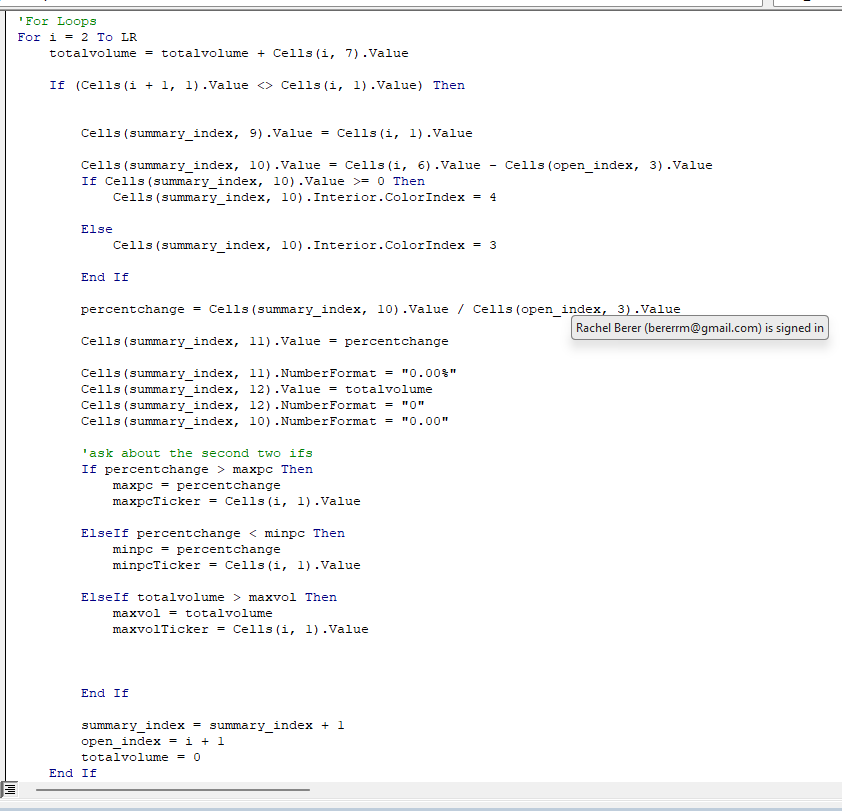 'For Loops
For i = 2 To LR
totalvolume = totalvolume + Cells(i, 7).Value
If (Cells(i + 1, 1).Value <> Cells(i, 1).Value) Then
Cells(summary_index, 9).Value = Cells(i, 1).Value
Cells(summary_index, 10).Value = Cells(i, 6).Value - Cells(open_index, 3).Value
If Cells(summary_index, 10).Value >= 0 Then
Cells(summary_index, 10).Interior.ColorIndex = 4
Else
Cells(summary_index, 10).Interior.ColorIndex = 3
End If
percentchange = Cells(summary_index, 10).Value / Cells(open_index, 3).Value
Rachel Berer (bererrm@gmail.com) is signed in
Cells(summary_index, 11).Value = percentchange
Cells(summary_index, 11).NumberFormat = "0.00%"
Cells(summary_index, 12).Value = totalvolume
Cells(summary_index, 12).NumberFormat = "0"
Cells(summary_index, 10).NumberFormat = "0.00"
'ask about the second two ifs
If percentchange > maxpc Then
maxpc = percentchange
maxpcTicker = Cells(i, 1).Value
ElseIf percentchange < minpc Then
minpc = percentchange
minpcTicker = Cells(i, 1).Value
ElseIf totalvolume > maxvol Then
maxvol = totalvolume
maxvolTicker = Cells(i, 1).Value
End If
summary_index = summary_index + 1
open_index = i + 1
totalvolume = 0
End If